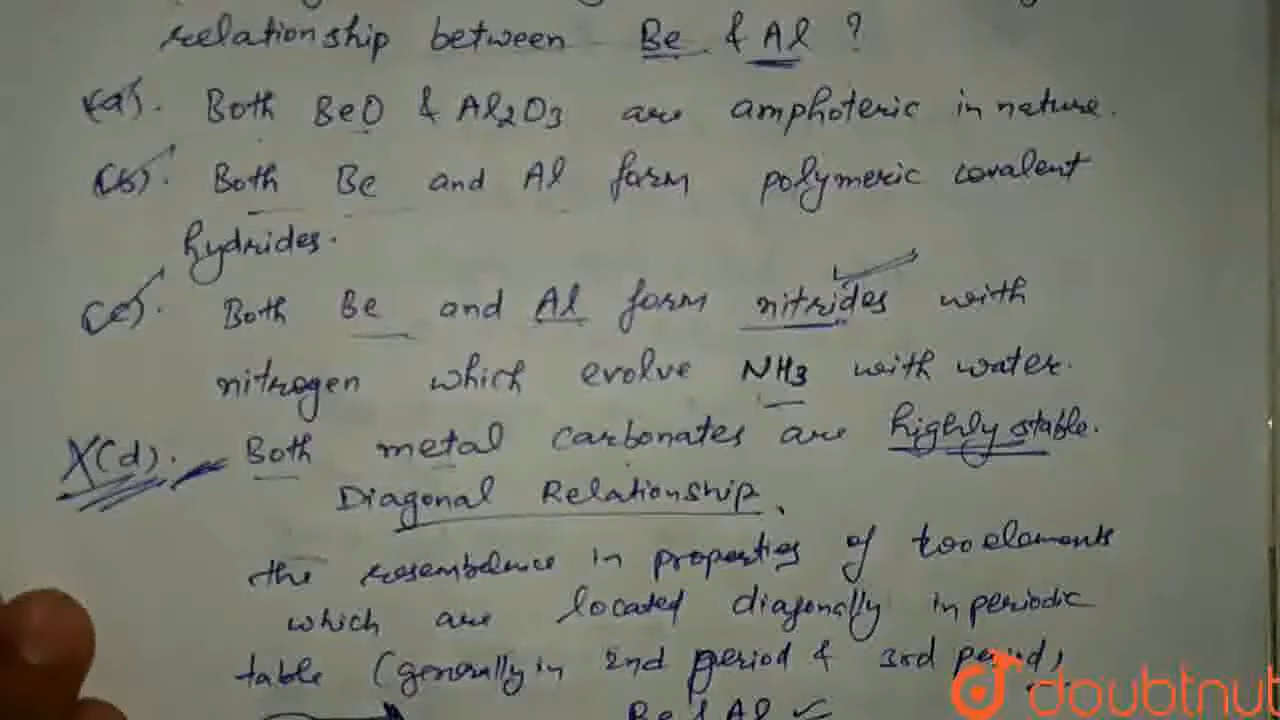 relationship between Be & Al ?
(a). Both BeO & Al2O3 are amphoteric in nature.
(b). Both Be and Al form polymeric covalent
hydrides.
(c). Both Be and Al form nitrides with
nitrogen which evolve NH3 with water.
X(d). Both metal carbonates are highly stable.
Diagonal Relationship.
the resemblence in properties of two elements
which are located diagonally in periodic
table (generally in 2nd period & 3rd period)
Be & Al ✓
doubtnut